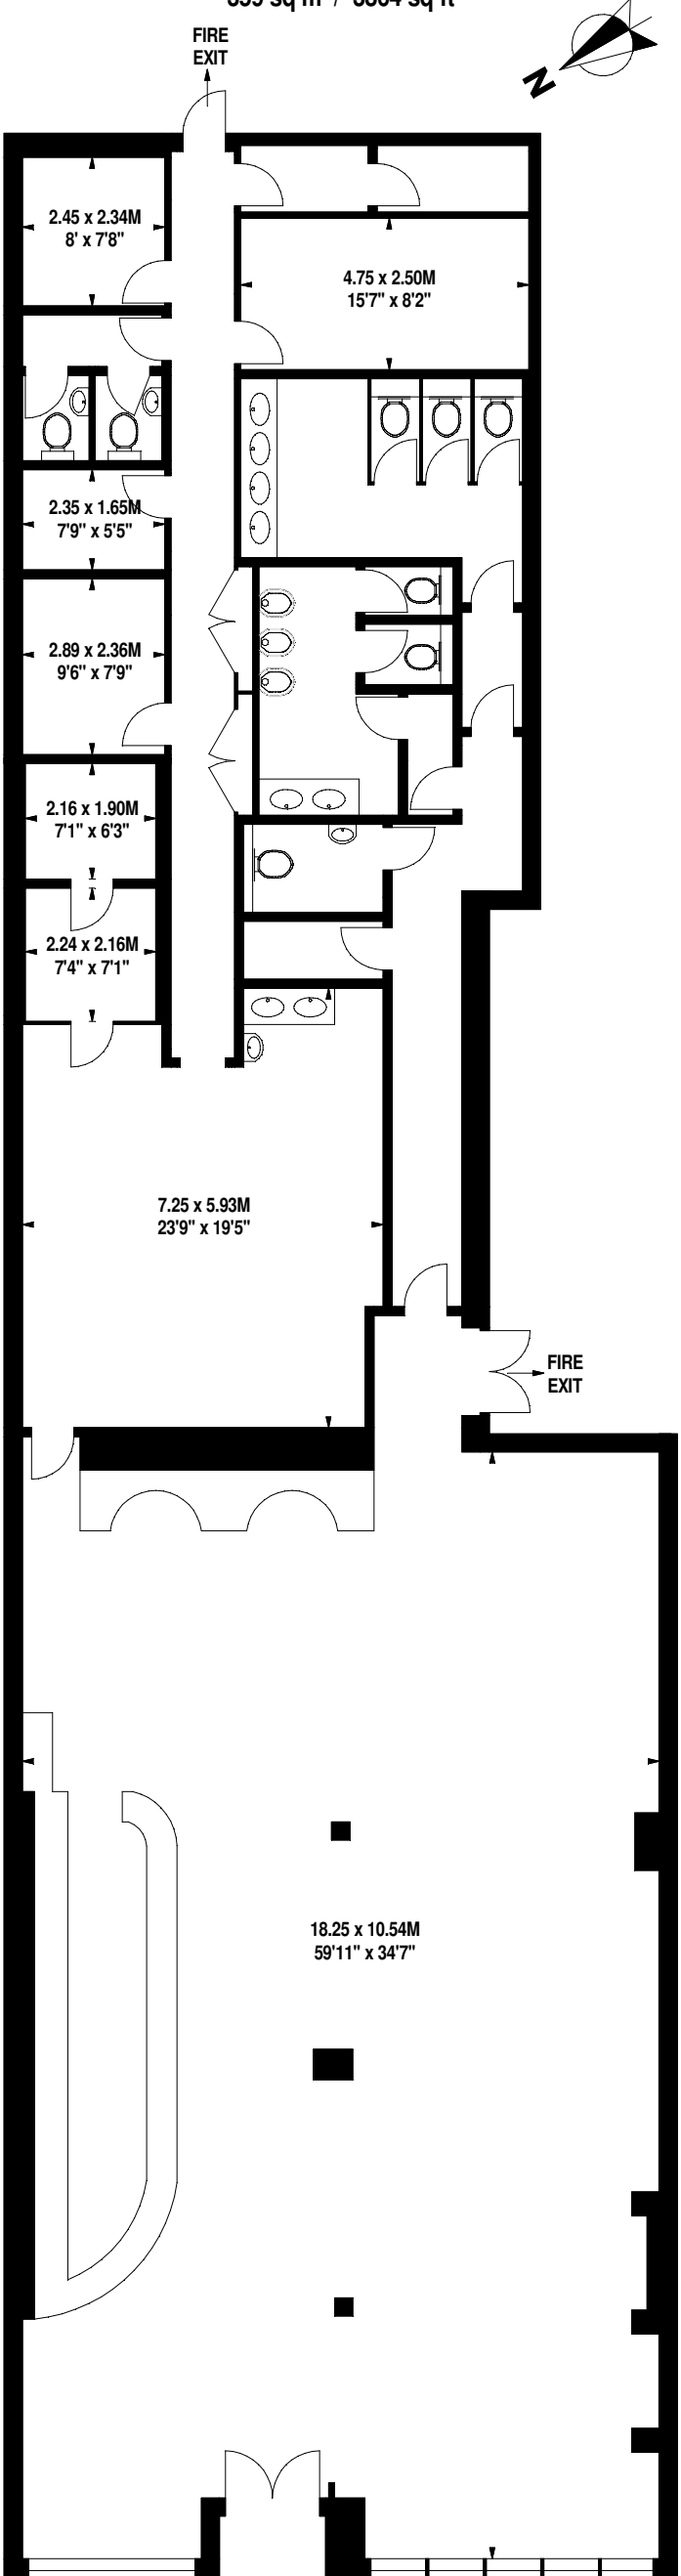 FIRE
EXIT
N
2.45 x 2.34M
8' x 7'8"
4.75 x 2.50M
15'7" x 8'2"
2.35 x 1.65M
7'9" x 5'5"
2.89 x 2.36M
9'6" x 7'9"
2.16 x 1.90M
7'1" x 6'3"
2.24 x 2.16M
7'4" x 7'1"
7.25 x 5.93M
23'9" x 19'5"
FIRE
EXIT
18.25 x 10.54M
59'11" x 34'7"